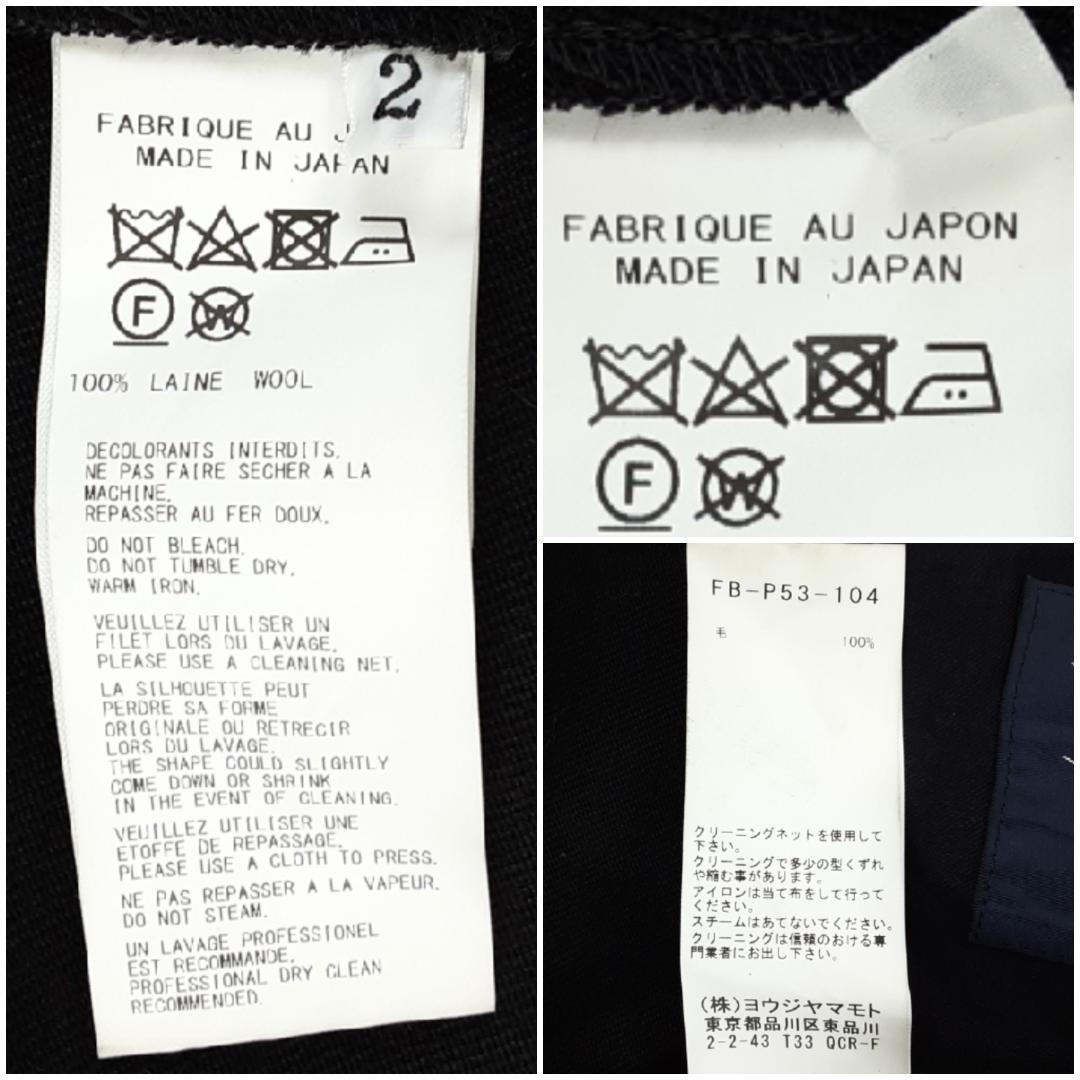 2
FABRIQUE AU J
MADE IN JAPAN
F
W
100% LAINE WOOL
DECOLORANTS INTERDITS.
NE PAS FAIRE SECHER A LA
MACHINE.
REPASSER AU FER DOUX.
DO NOT BLEACH.
DO NOT TUMBLE DRY.
WARM IRON.
VEUILLEZ UTILISER UN
FILET LORS DU LAVAGE.
PLEASE USE A CLEANING NET.
LA SILHOUETTE PEUT
PERDRE SA FORME
ORIGINALE OU RETRECIR
LORS DU LAVAGE.
THE SHAPE COULD SLIGHTLY
COME DOWN OR SHRINK
IN THE EVENT OF CLEANING.
VEUILLEZ UTILISER UNE
ETOFFE DE REPASSAGE.
PLEASE USE A CLOTH TO PRESS.
NE PAS REPASSER A LA VAPEUR.
DO NOT STEAM.
UN LAVAGE PROFESSIONEL
EST RECOMMANDE.
PROFESSIONAL DRY CLEAN
RECOMMENDED.
FABRIQUE AU JAPON
MADE IN JAPAN
F
W
FB-P53-104
毛 100%
クリーニングネットを使用して
下さい。
クリーニングで多少の型くずれ
や縮む事があります。
アイロンは当て布をして行って
ください。
スチームはあてないでください。
クリーニングは信頼のおける専
門業者にお出し下さい。
(株)ヨウジヤマモト
東京都品川区東品川
2-2-43 T33 QCR-F